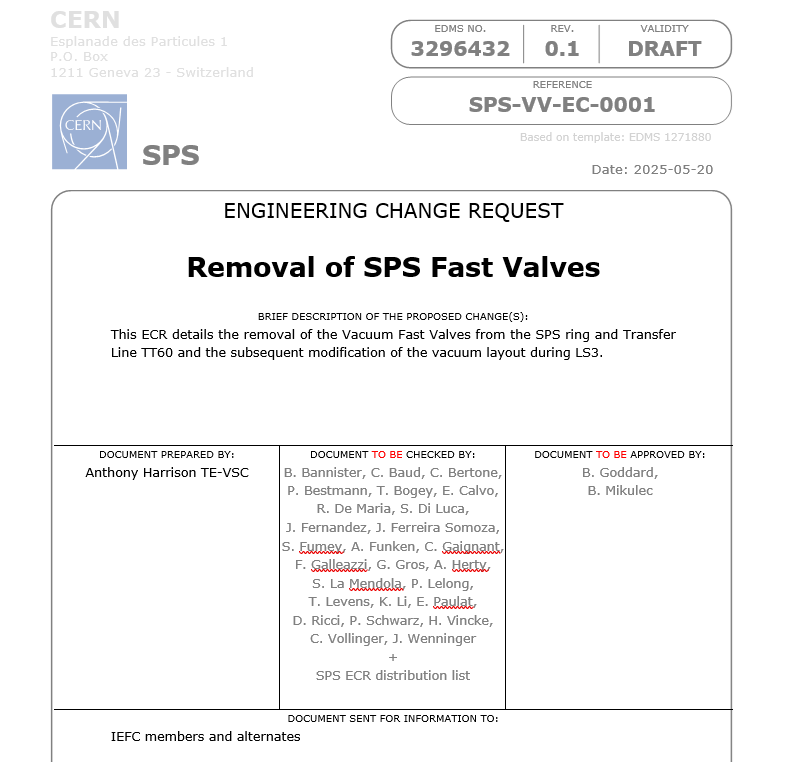 CERN
Esplanade des Particules 1
P.O. Box
1211 Geneva 23 - Switzerland
EDMS NO.
3296432
REV.
0.1
VALIDITY
DRAFT
REFERENCE
SPS-VV-EC-0001
Based on template: EDMS 1271880
CERN
SPS
Date: 2025-05-20
ENGINEERING CHANGE REQUEST
Removal of SPS Fast Valves
BRIEF DESCRIPTION OF THE PROPOSED CHANGE(S):
This ECR details the removal of the Vacuum Fast Valves from the SPS ring and Transfer
Line TT60 and the subsequent modification of the vacuum layout during LS3.
DOCUMENT PREPARED BY:
Anthony Harrison TE-VSC
DOCUMENT TO BE CHECKED BY:
B. Bannister, C. Baud, C. Bertone,
P. Bestmann, T. Bogey, E. Calvo,
R. De Maria, S. Di Luca,
J. Fernandez, J. Ferreira Somoza,
S. Fumey, A. Funken, C. Gaignant,
F. Galleazzi, G. Gros, A. Herty,
S. La Mendola, P. Lelong,
T. Levens, K. Li, E. Paulat,
D. Ricci, P. Schwarz, H. Vincke,
C. Vollinger, J. Wenninger
+
SPS ECR distribution list
DOCUMENT TO BE APPROVED BY:
B. Goddard,
B. Mikulec
DOCUMENT SENT FOR INFORMATION TO:
IEFC members and alternates